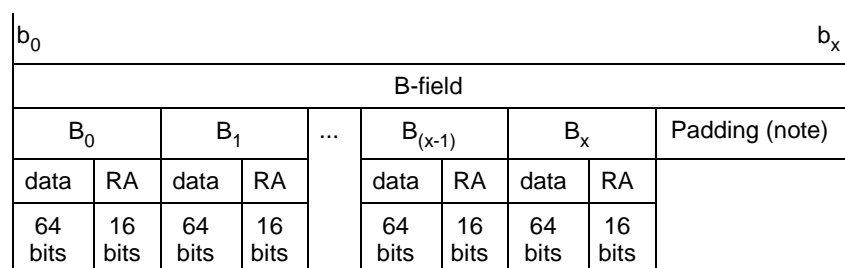 b0 bx
B-field
B0 B1 ... B(x-1) Bx Padding (note)
data RA data RA data RA data RA
64 16 64 16 64 16 64 16
bits bits bits bits bits bits bits bits